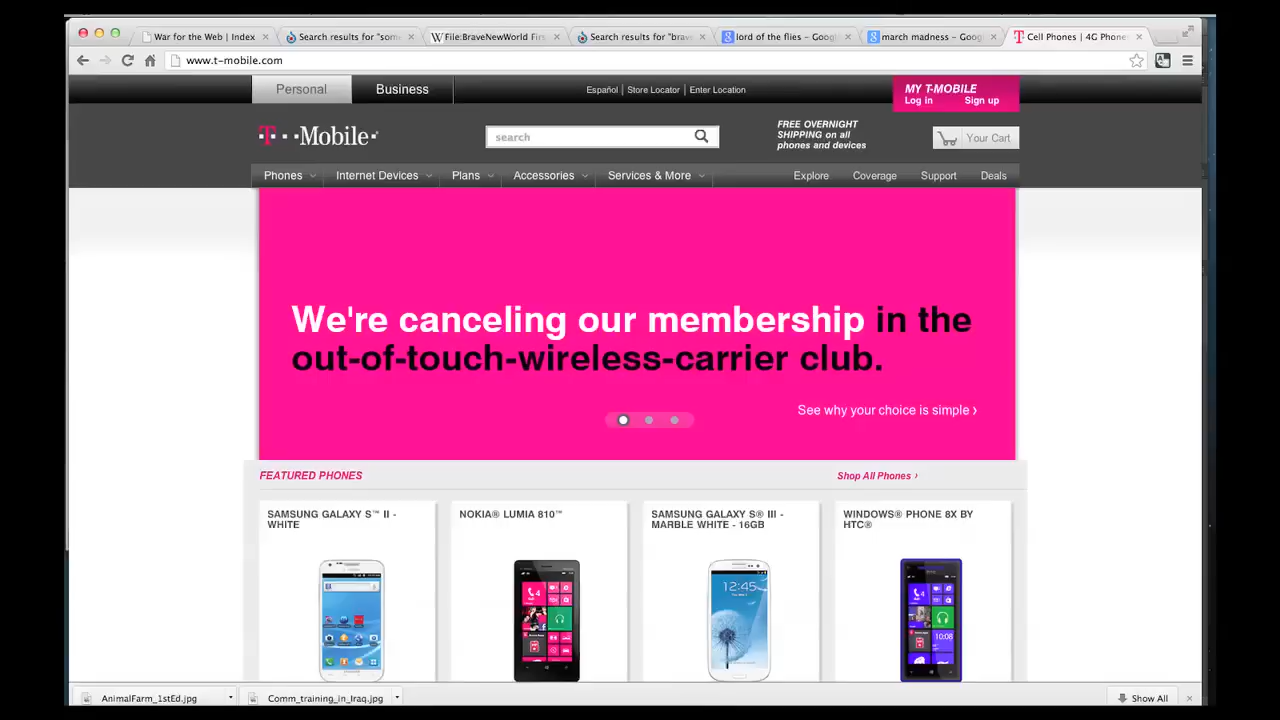 War for the Web | Index
Search results for "som
File:BraveNewWorld Firs
Search results for "brav
lord of the flies - Googl
march madness - Goog
Cell Phones | 4G Phone
www.t-mobile.com
Personal
Business
Español | Store Locator | Enter Location
MY T-MOBILE
Log in Sign up
T··Mobile·
search
FREE OVERNIGHT
SHIPPING on all
phones and devices
Your Cart
Phones
Internet Devices
Plans
Accessories
Services & More
Explore
Coverage
Support
Deals
We're canceling our membership in the
out-of-touch-wireless-carrier club.
See why your choice is simple ›
FEATURED PHONES
Shop All Phones ›
SAMSUNG GALAXY S™ II -
WHITE
NOKIA® LUMIA 810™
SAMSUNG GALAXY S® III -
MARBLE WHITE - 16GB
WINDOWS® PHONE 8X BY
HTC®
12:45
10:08
AnimalFarm_1stEd.jpg
Comm_training_in_Iraq.jpg
Show All